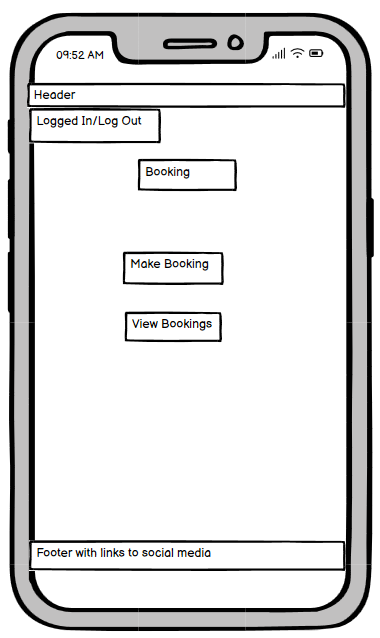 09:52 AM
Header
Logged In/Log Out
Booking
Make Booking
View Bookings
Footer with links to social media